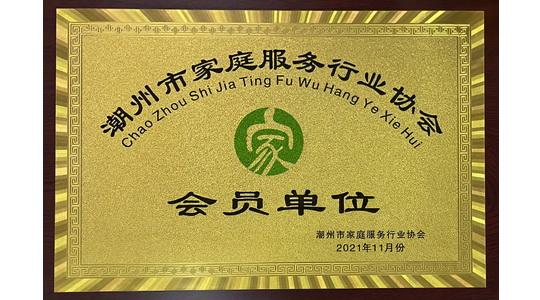 潮州市家庭服务行业协会
Chao Zhou Shi Jia Ting Fu Wu Hang Ye Xie Hui
家
会员单位
潮州市家庭服务行业协会
2021年11月份